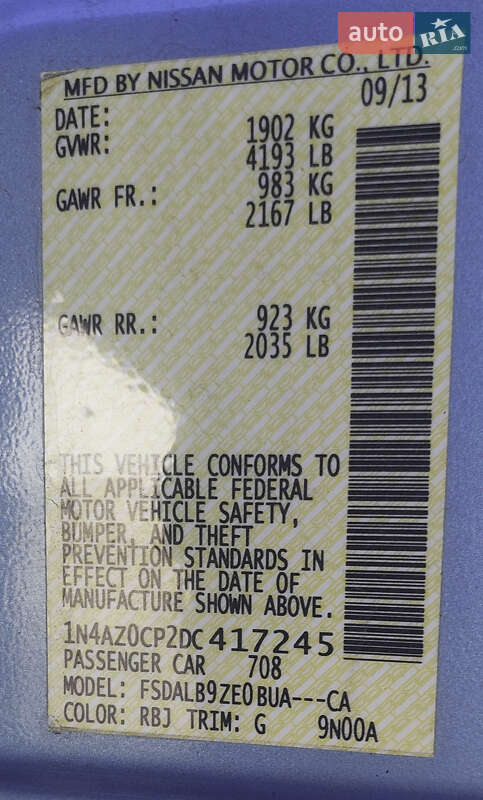 auto RIA .com
MFD BY NISSAN MOTOR CO., LTD.
DATE: 09/13
GVWR: 1902 KG
4193 LB
GAWR FR.: 983 KG
2167 LB
GAWR RR.: 923 KG
2035 LB
THIS VEHICLE CONFORMS TO
ALL APPLICABLE FEDERAL
MOTOR VEHICLE SAFETY,
BUMPER, AND THEFT
PREVENTION STANDARDS IN
EFFECT ON THE DATE OF
MANUFACTURE SHOWN ABOVE.
1N4AZ0CP2DC417245
PASSENGER CAR 708
MODEL: FSDALB9ZE0BUA---CA
COLOR: RBJ TRIM: G 9N00A